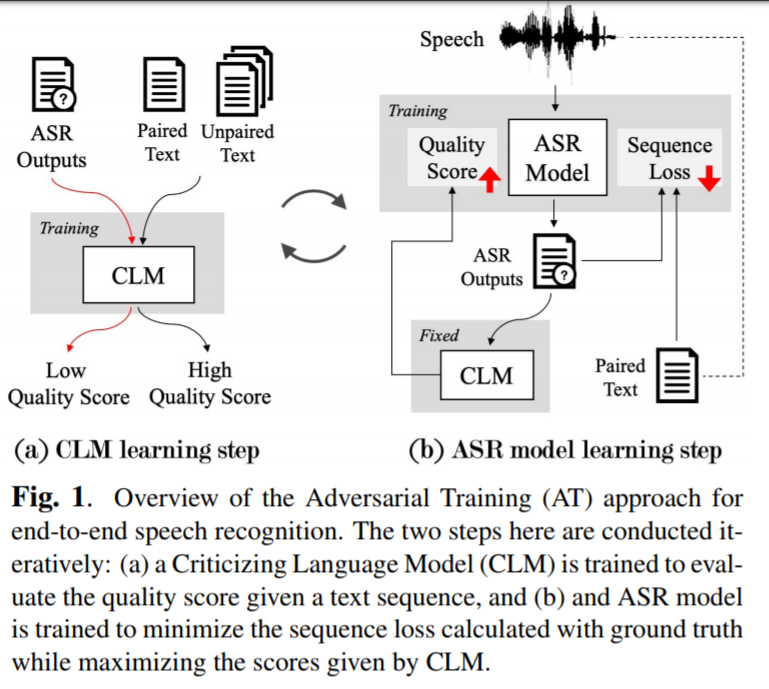 Speech
Training
Quality
Score
ASR
Model
Sequence
Loss
ASR
Outputs
?
Fixed
CLM
Paired
Text
?
ASR
Outputs
Paired
Text
Unpaired
Text
Training
CLM
Low
Quality Score
High
Quality Score
(a) CLM learning step
(b) ASR model learning step
Fig. 1. Overview of the Adversarial Training (AT) approach for
end-to-end speech recognition. The two steps here are conducted it-
eratively: (a) a Criticizing Language Model (CLM) is trained to eval-
uate the quality score given a text sequence, and (b) and ASR model
is trained to minimize the sequence loss calculated with ground truth
while maximizing the scores given by CLM.